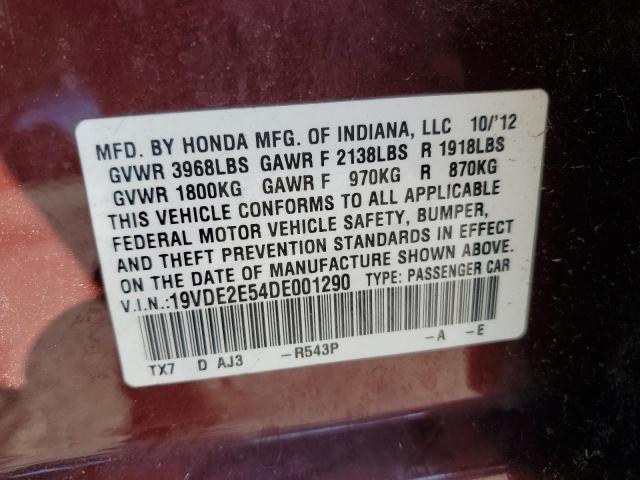 MFD. BY HONDA MFG. OF INDIANA, LLC 10/'12
GVWR 3968LBS GAWR F 2138LBS R 1918LBS
GVWR 1800KG GAWR F 970KG R 870KG
THIS VEHICLE CONFORMS TO ALL APPLICABLE
FEDERAL MOTOR VEHICLE SAFETY, BUMPER,
AND THEFT PREVENTION STANDARDS IN EFFECT
ON THE DATE OF MANUFACTURE SHOWN ABOVE.
V.I.N.:19VDE2E54DE001290 TYPE: PASSENGER CAR
TX7 D AJ3 -R543P -A -E